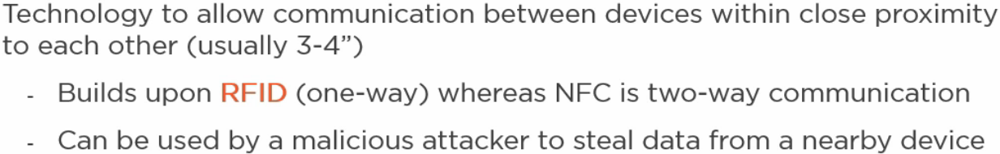 Technology to allow communication between devices within close proximity
to each other (usually 3-4”)
- Builds upon RFID (one-way) whereas NFC is two-way communication
- Can be used by a malicious attacker to steal data from a nearby device